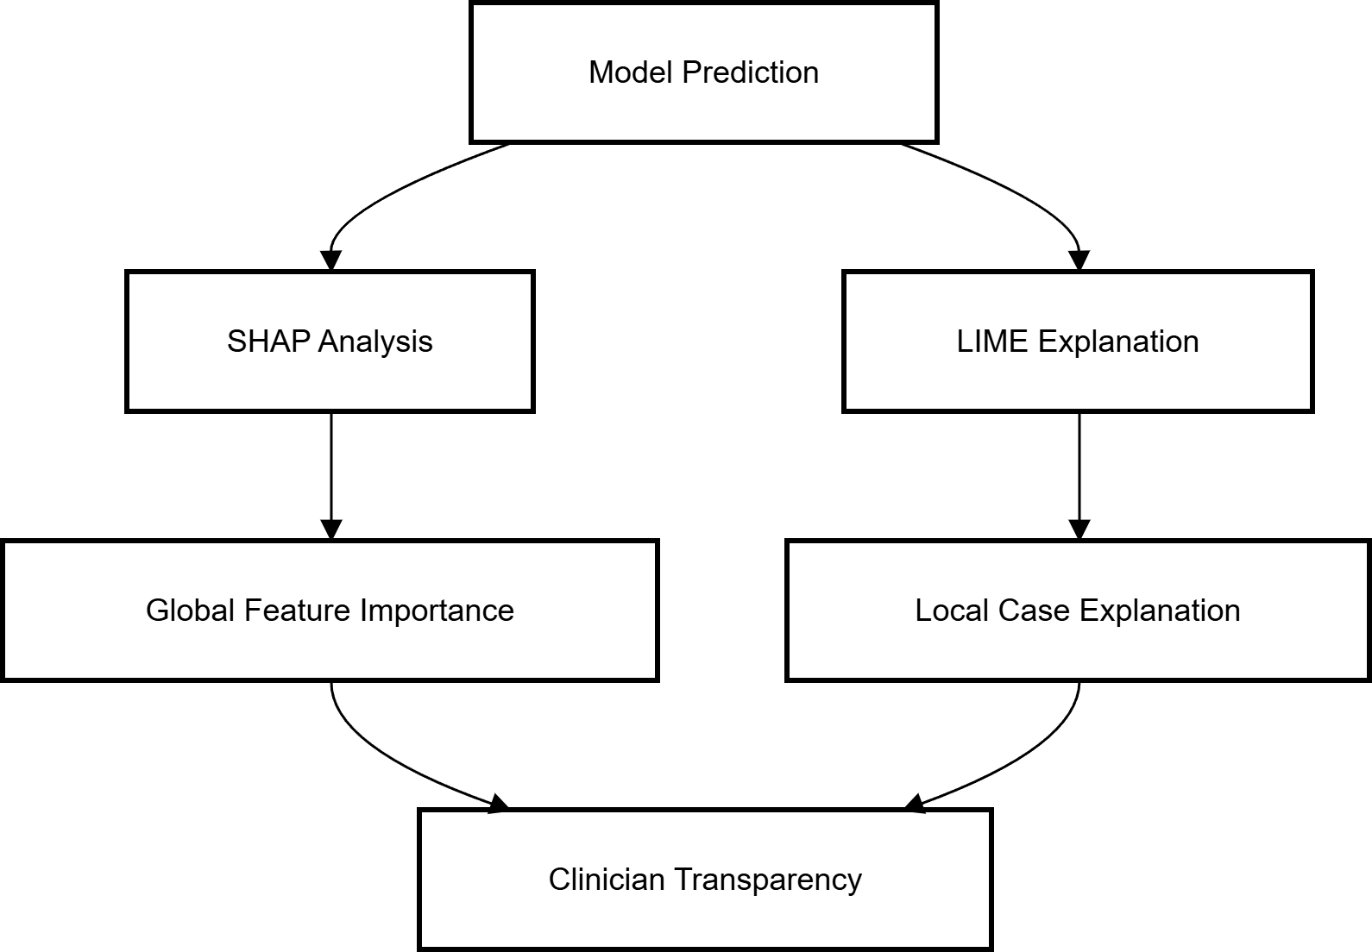 Model Prediction
SHAP Analysis
LIME Explanation
Global Feature Importance
Local Case Explanation
Clinician Transparency